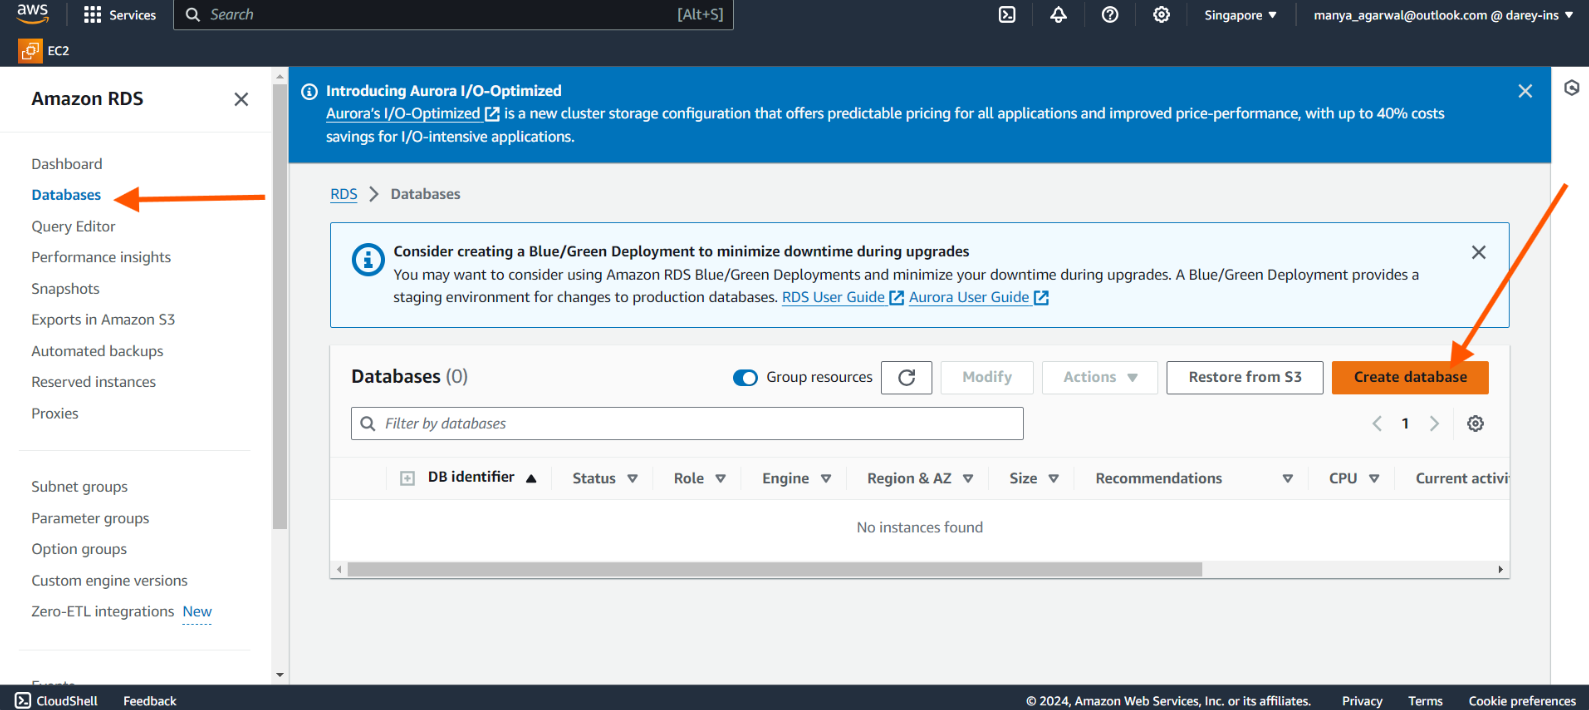 aws
Services
Search
[Alt+S]
Singapore
manya_agarwal@outlook.com @ darey-ins
EC2
Amazon RDS
Dashboard
Databases
Query Editor
Performance insights
Snapshots
Exports in Amazon S3
Automated backups
Reserved instances
Proxies
Subnet groups
Parameter groups
Option groups
Custom engine versions
Zero-ETL integrations New
Events
Introducing Aurora I/O-Optimized
Aurora's I/O-Optimized is a new cluster storage configuration that offers predictable pricing for all applications and improved price-performance, with up to 40% costs
savings for I/O-intensive applications.
RDS
Databases
Consider creating a Blue/Green Deployment to minimize downtime during upgrades
You may want to consider using Amazon RDS Blue/Green Deployments and minimize your downtime during upgrades. A Blue/Green Deployment provides a
staging environment for changes to production databases. RDS User Guide Aurora User Guide
Databases (0)
Group resources
Modify
Actions
Restore from S3
Create database
Filter by databases
1
DB identifier
Status
Role
Engine
Region & AZ
Size
Recommendations
CPU
Current activi
No instances found
CloudShell
Feedback
© 2024, Amazon Web Services, Inc. or its affiliates.
Privacy
Terms
Cookie preferences